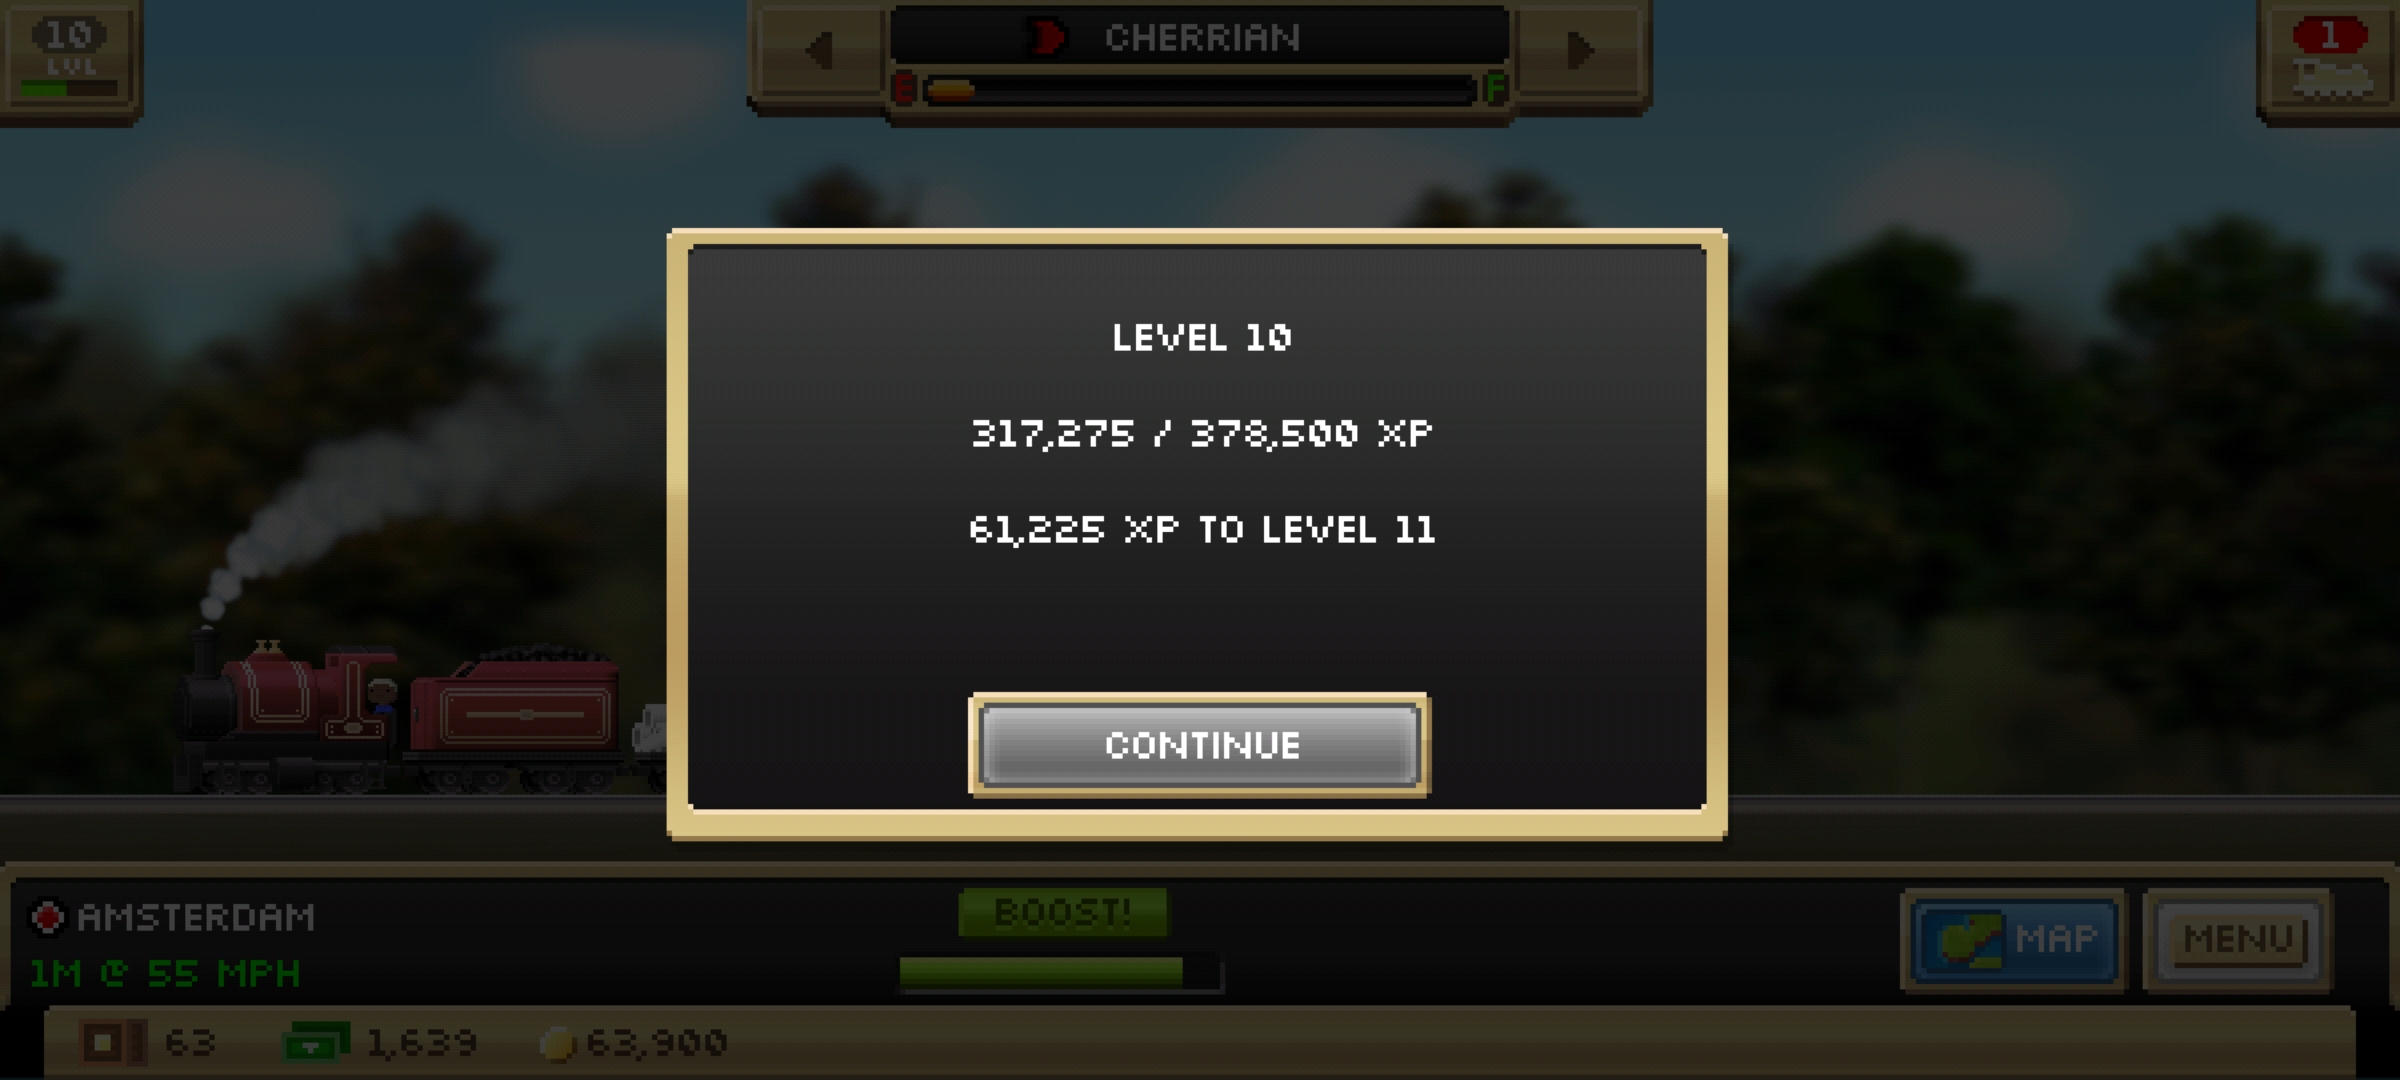 10
LVL
CHERRIAN
E F
1
LEVEL 10
317,275 / 378,500 XP
61,225 XP TO LEVEL 11
CONTINUE
AMSTERDAM
1M @ 55 MPH
BOOST!
MAP
MENU
63 1,639 63,900